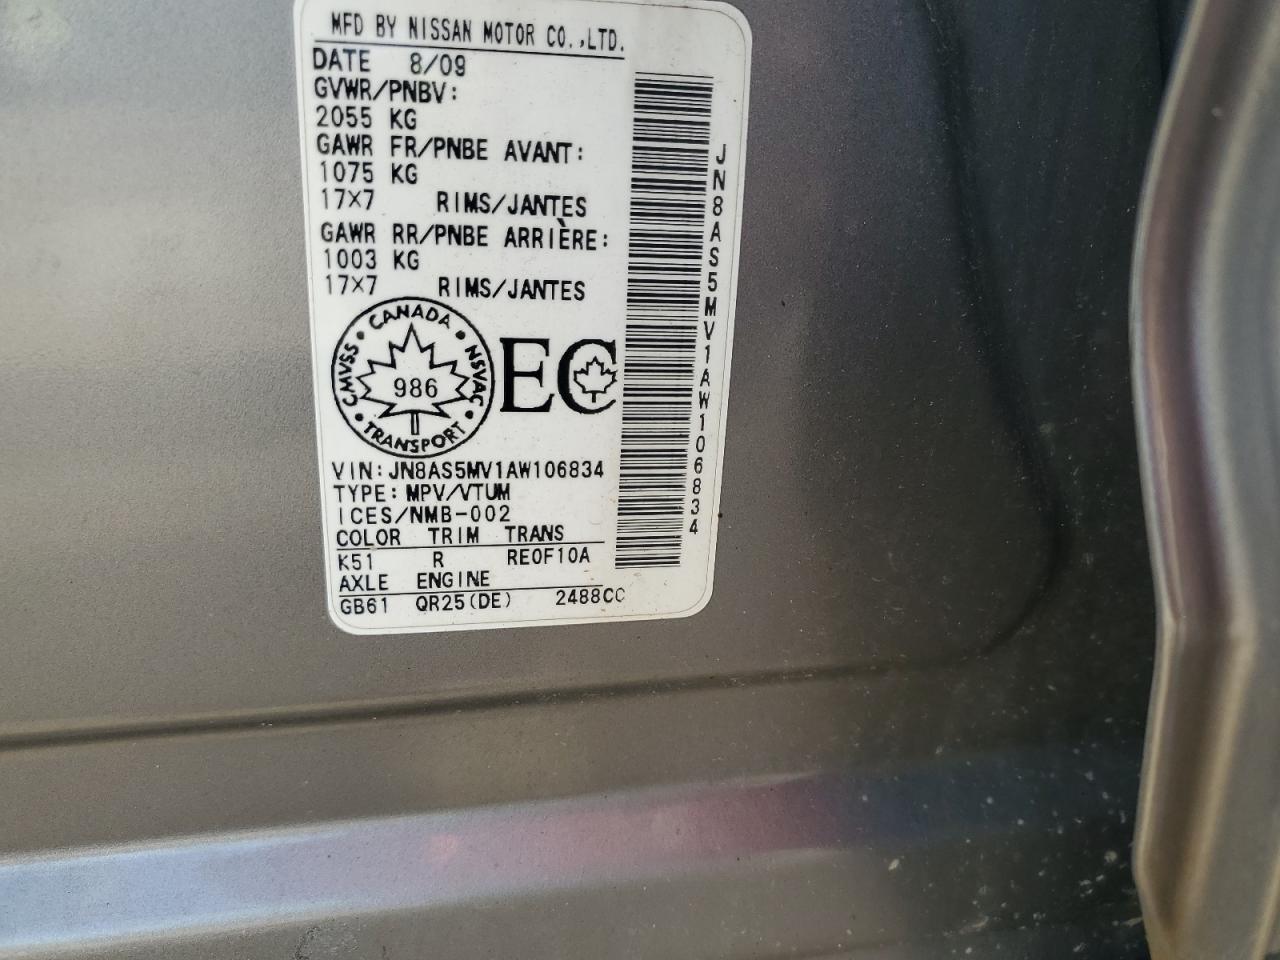 MFD BY NISSAN MOTOR CO.,LTD.
DATE 8/09
GVWR/PNBV:
2055 KG
GAWR FR/PNBE AVANT:
1075 KG
17×7 RIMS/JANTES
GAWR RR/PNBE ARRIÈRE:
1003 KG
17×7 RIMS/JANTES
CANADA
CMVSS NSVAC
986
TRANSPORT
EC
VIN:JN8AS5MV1AW106834
TYPE:MPV/VTUM
ICES/NMB-002
COLOR TRIM TRANS
K51 R RE0F10A
AXLE ENGINE
GB61 QR25(DE) 2488CC
JN8AS5MV1AW106834